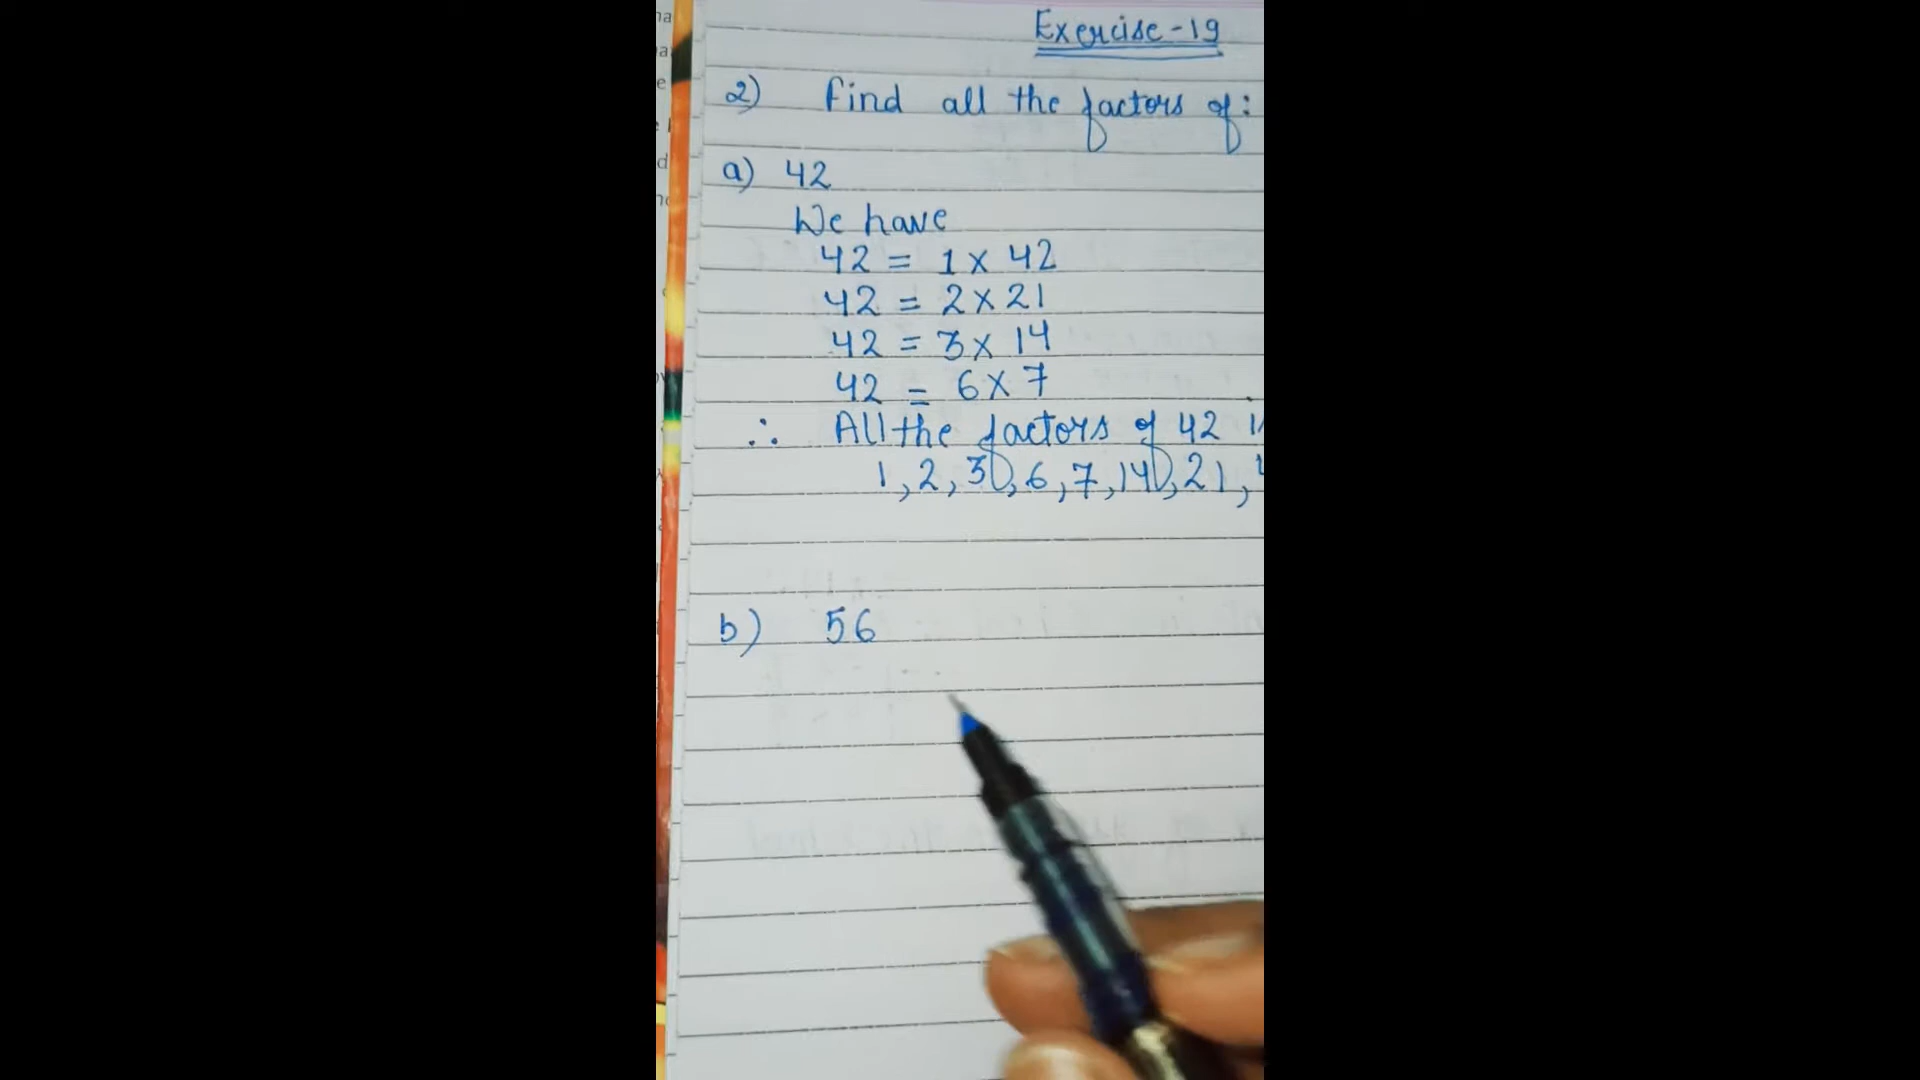 Exercise-19
2) Find all the factors of:
a) 42
We have
42 = 1 x 42
42 = 2 x 21
42 = 3 x 14
42 = 6 x 7
∴ All the factors of 42
1, 2, 3, 6, 7, 14, 21,
b) 56